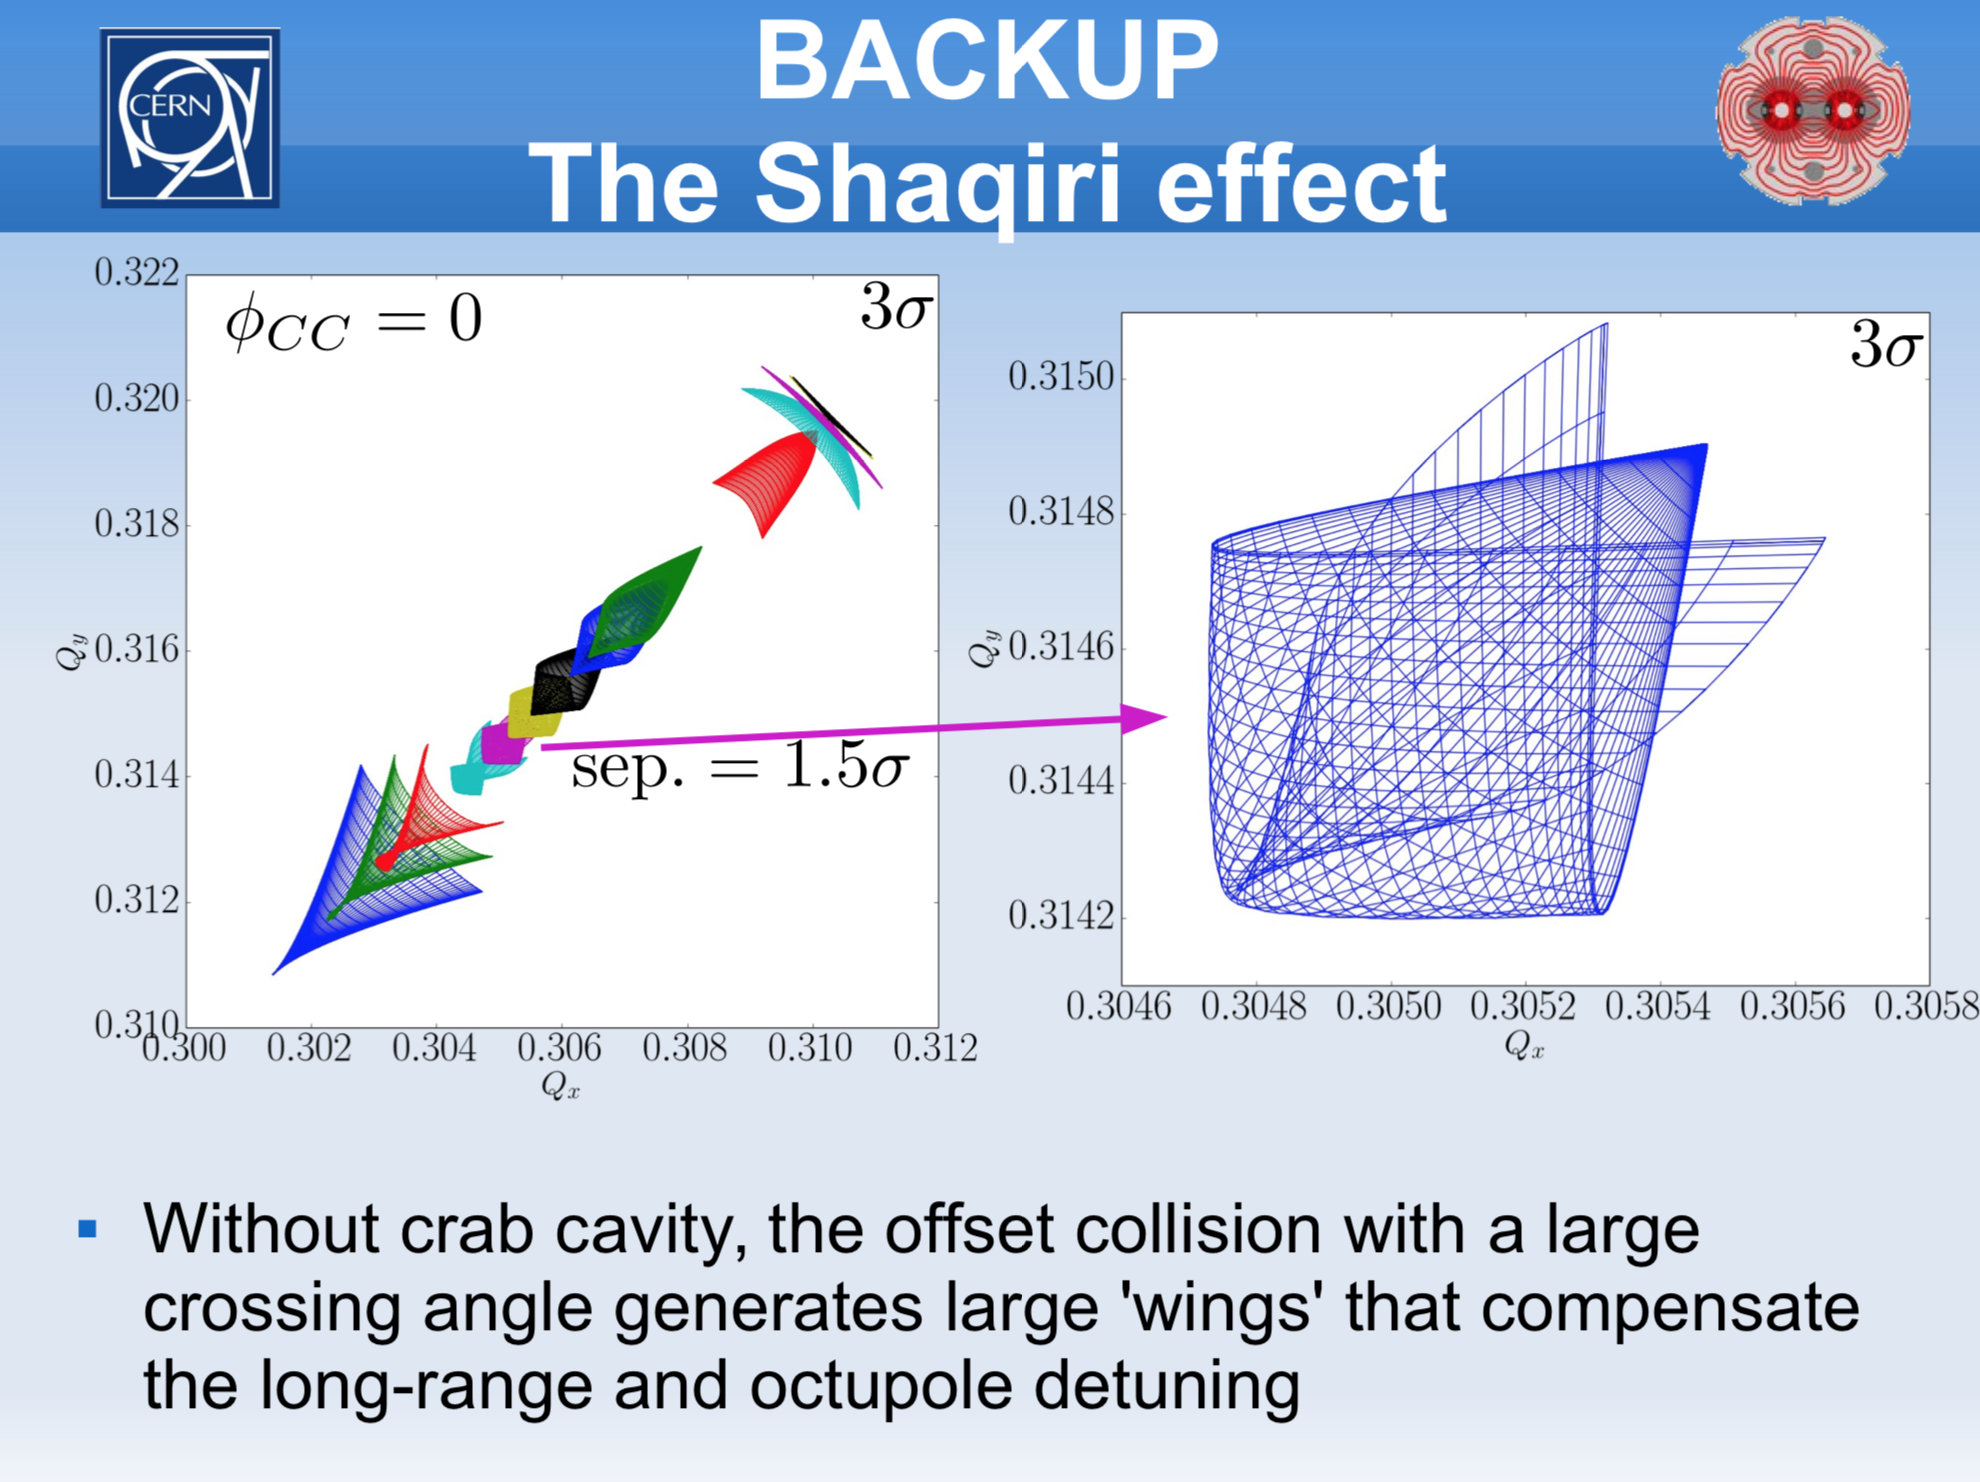 BACKUP
The Shaqiri effect
CERN
ϕCC = 0
3σ
0.322
0.320
0.318
0.316
0.314
0.312
0.310
Qy
sep. = 1.5σ
0.300 0.302 0.304 0.306 0.308 0.310 0.312
Qx
3σ
0.3150
0.3148
0.3146
0.3144
0.3142
Qy
0.3046 0.3048 0.3050 0.3052 0.3054 0.3056 0.3058
Qx
▪ Without crab cavity, the offset collision with a large
crossing angle generates large 'wings' that compensate
the long-range and octupole detuning